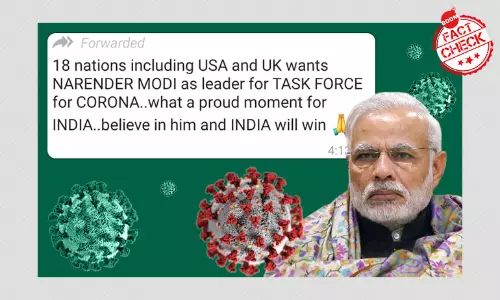 BOOM
FACT
CHECK
Forwarded
18 nations including USA and UK wants
NARENDER MODI as leader for TASK FORCE
for CORONA..what a proud moment for
INDIA..believe in him and INDIA will win 🙏
4:12